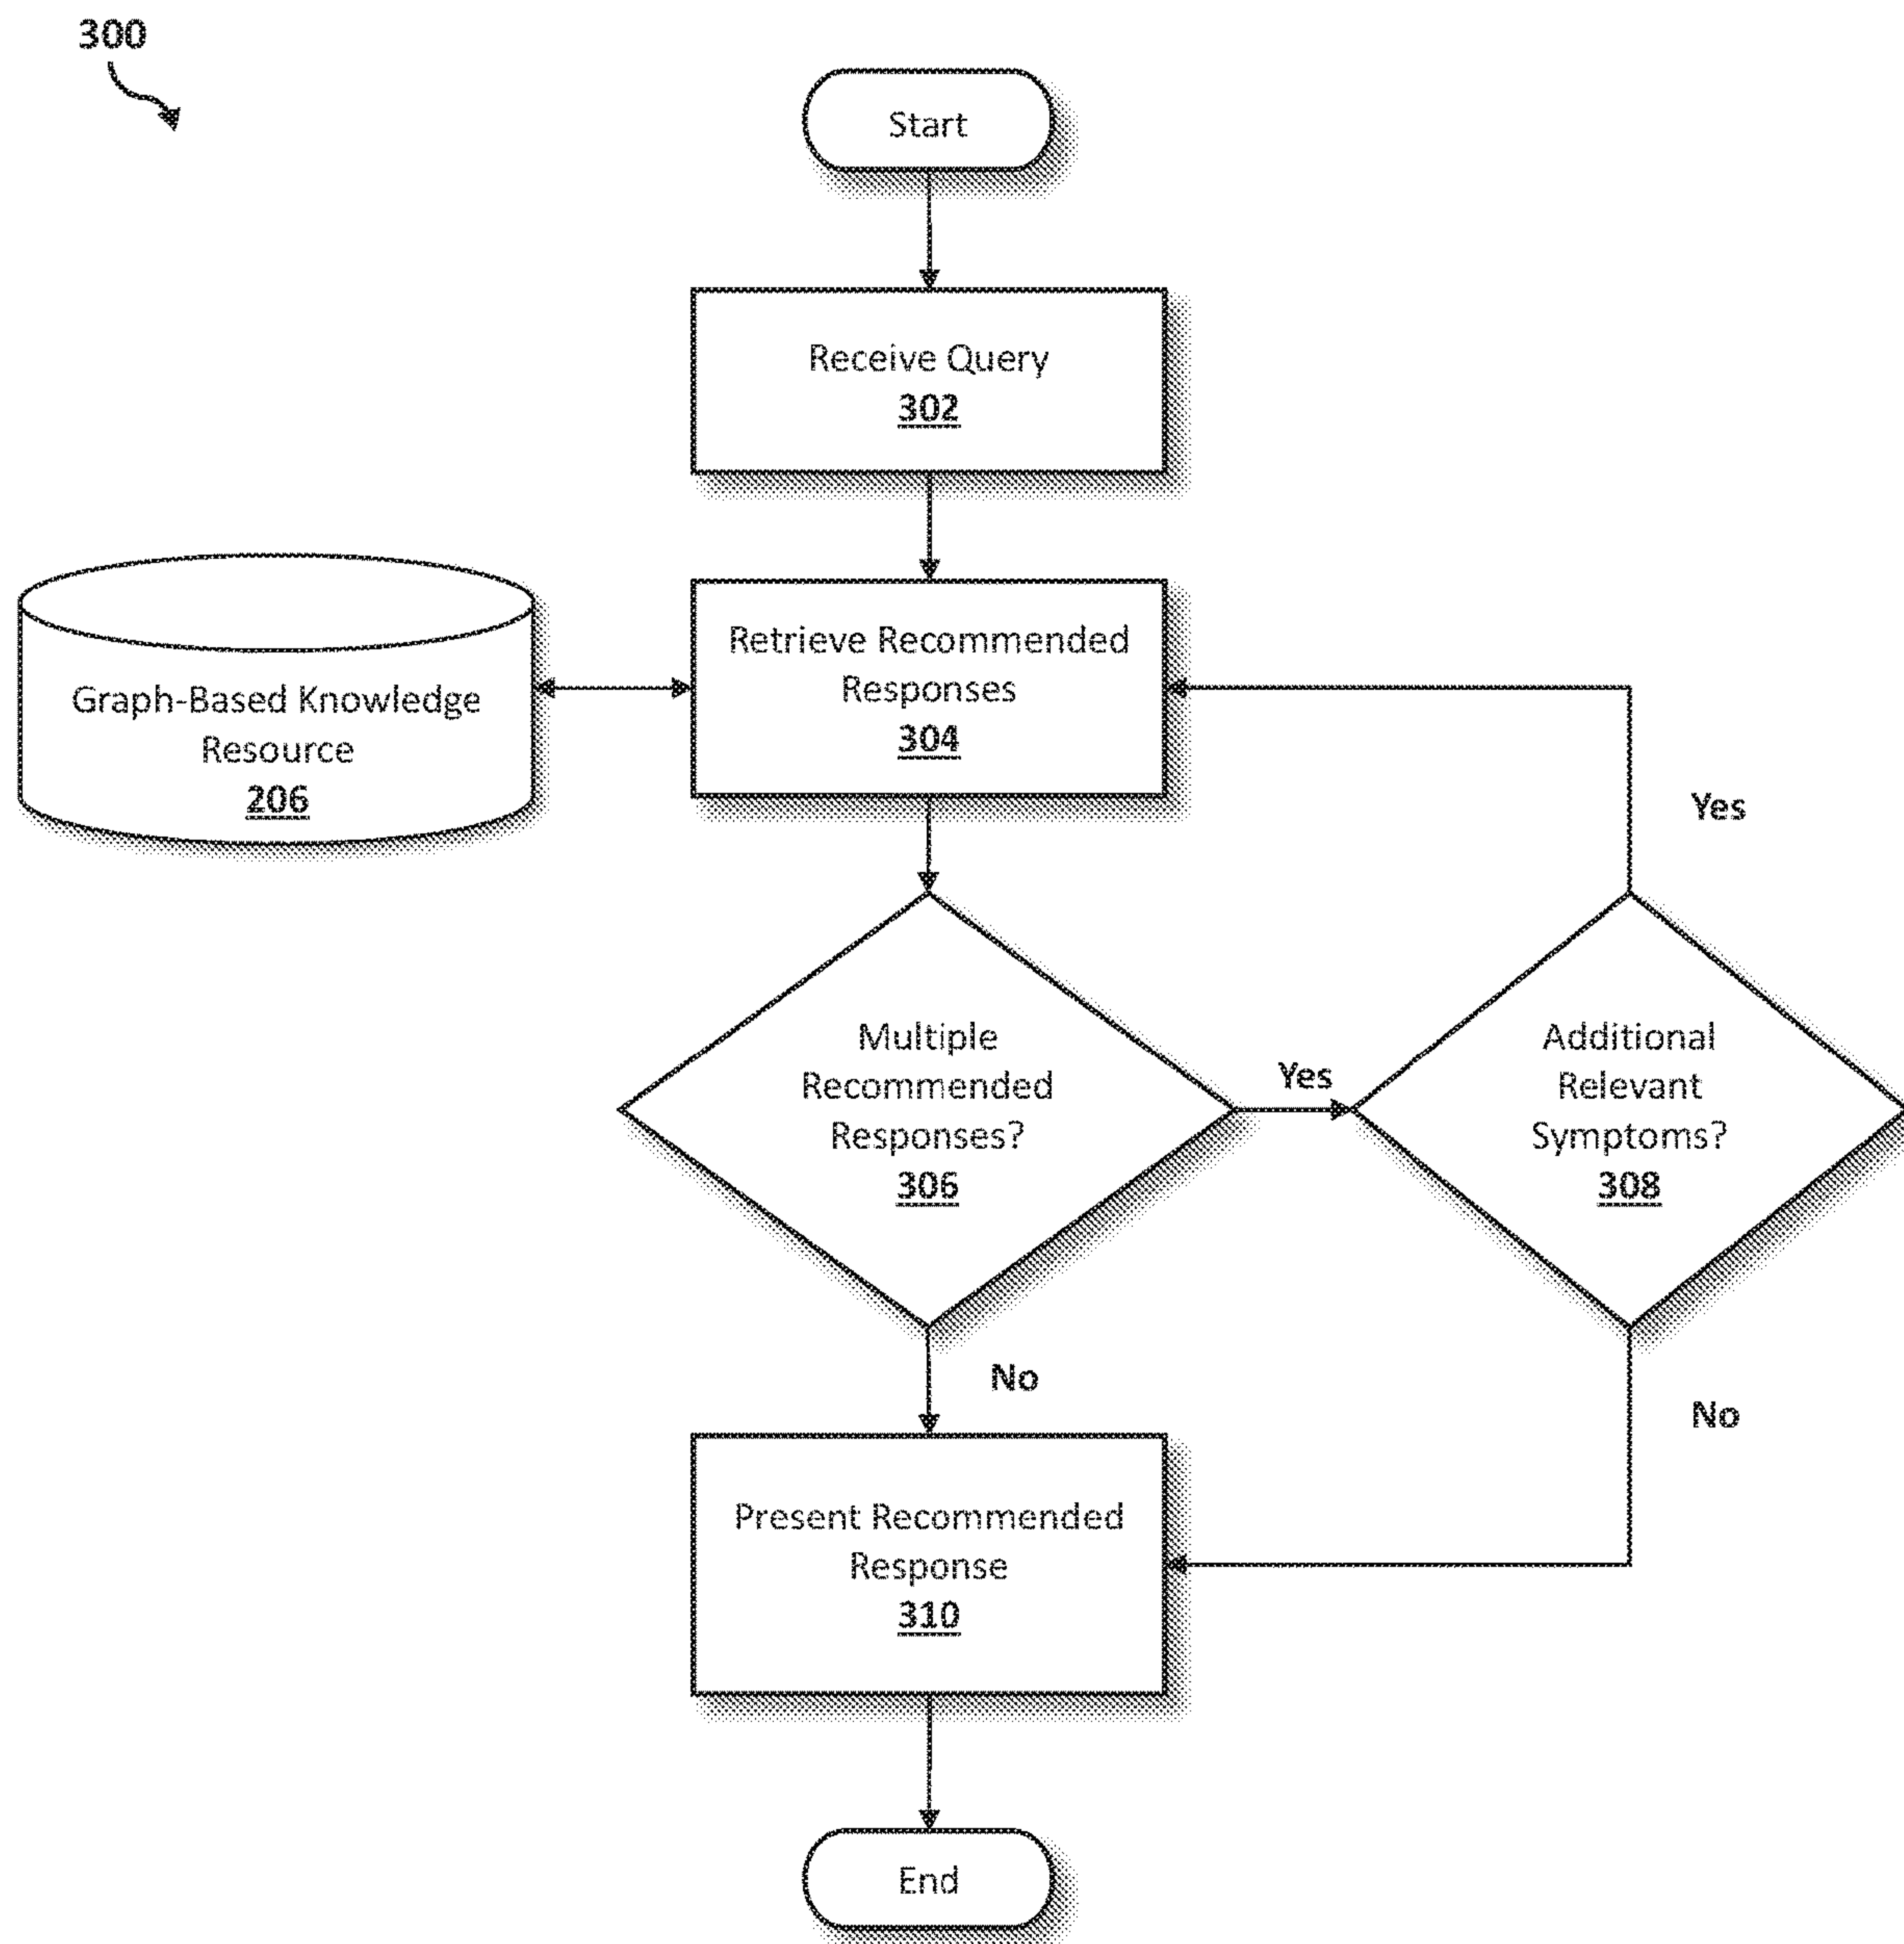 300
Start
Receive Query
302
Graph-Based Knowledge
Resource
206
Retrieve Recommended
Responses
304
Yes
Multiple
Recommended
Responses?
306
Yes
Additional
Relevant
Symptoms?
308
No
No
Present Recommended
Response
310
End